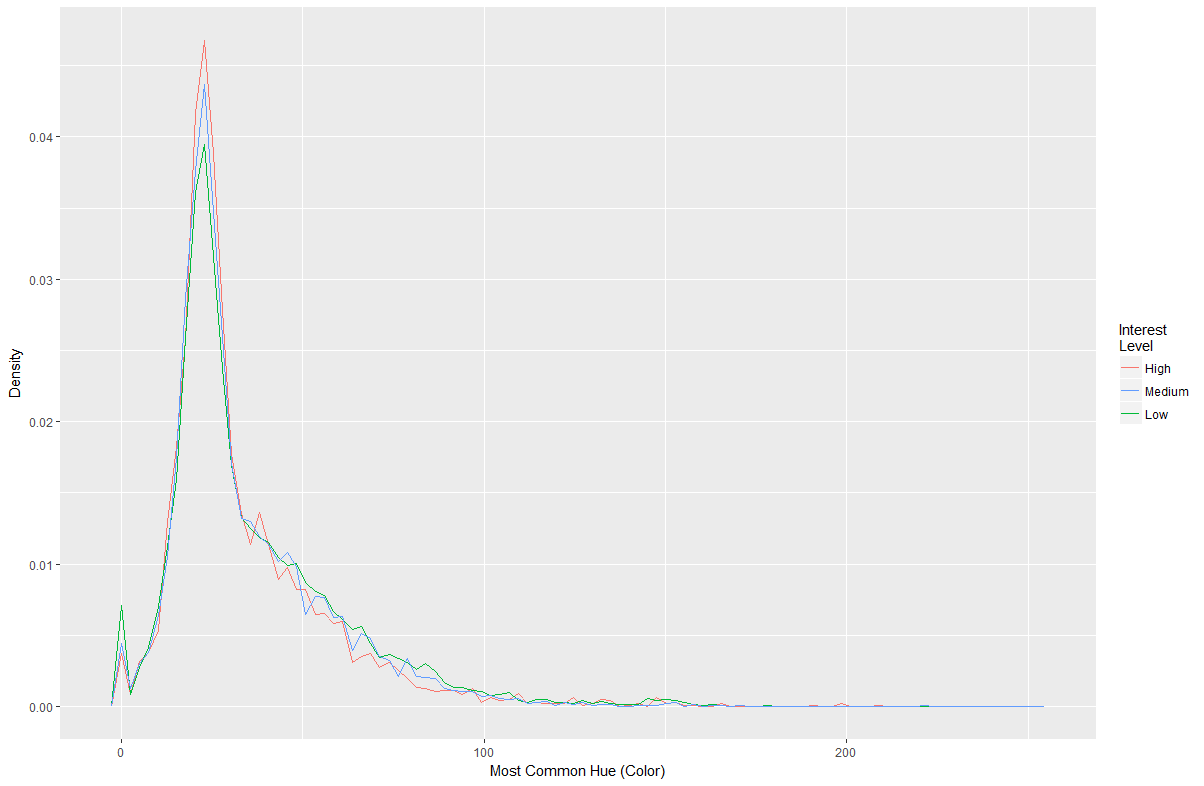 0.04
0.03
0.02
0.01
0.00
Density
0
100
200
Most Common Hue (Color)
Interest
Level
High
Medium
Low